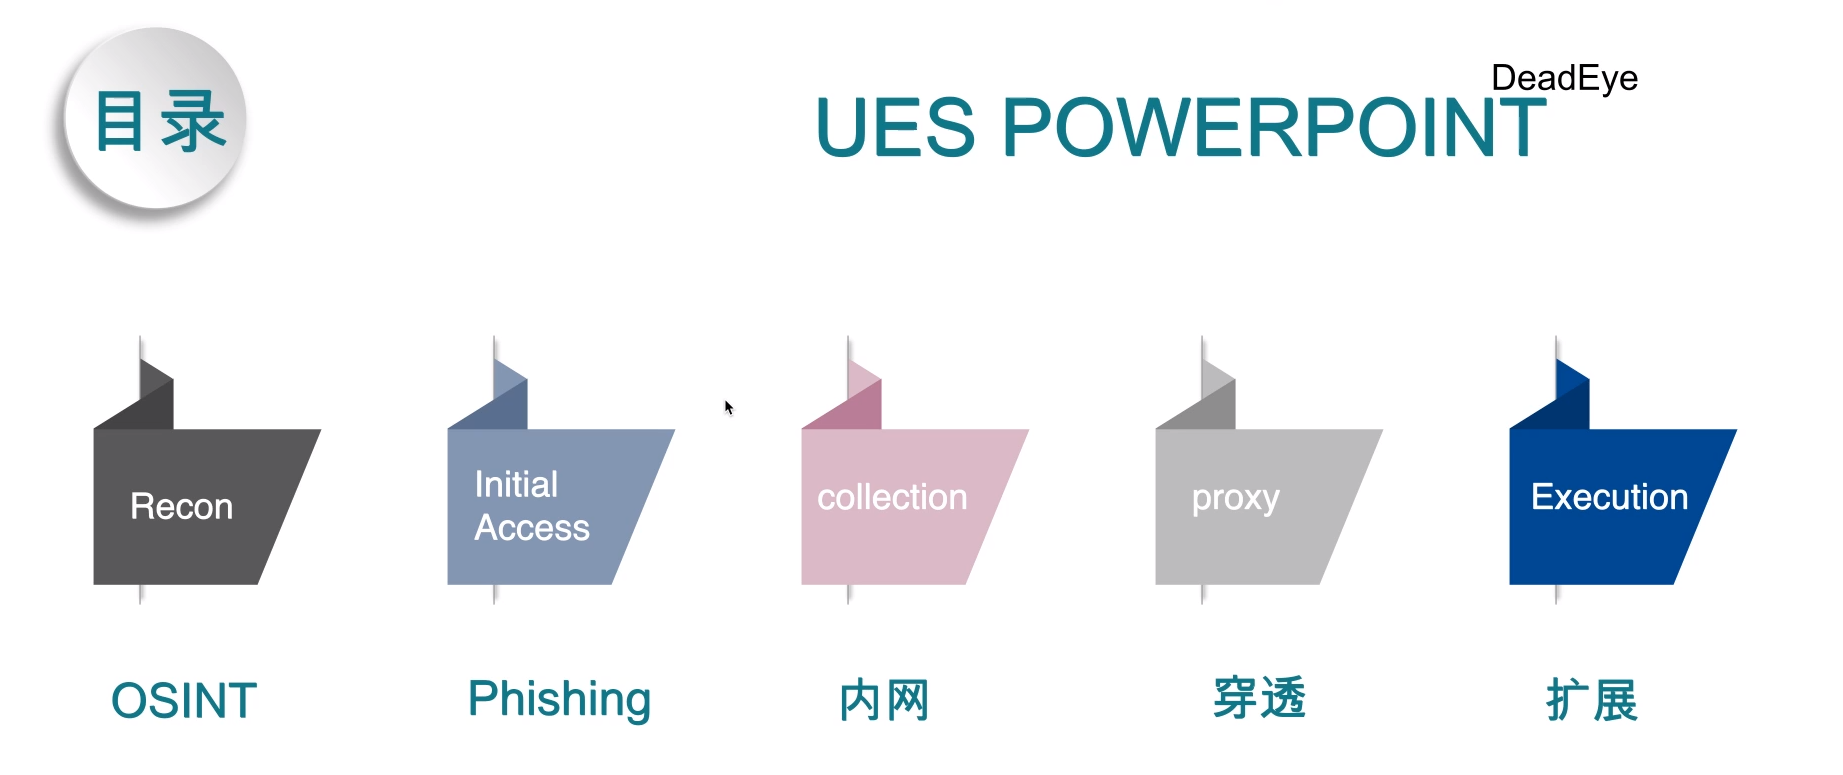 目录
DeadEye
UES POWERPOINT
Recon
Initial
Access
collection
proxy
Execution
OSINT
Phishing
内网
穿透
扩展